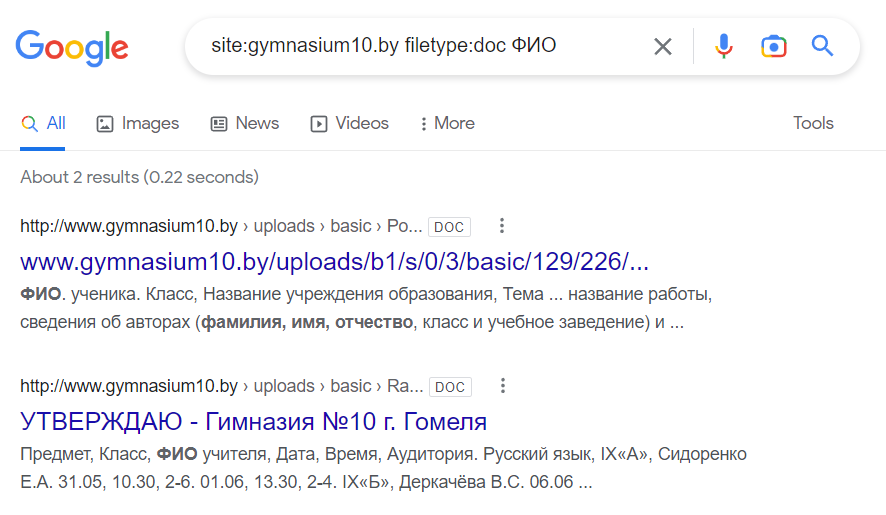 Google
site:gymnasium10.by filetype:doc ФИО
All Images News Videos More Tools
About 2 results (0.22 seconds)
http://www.gymnasium10.by › uploads › basic › Po... DOC
www.gymnasium10.by/uploads/b1/s/0/3/basic/129/226/...
ФИО. ученика. Класс, Название учреждения образования, Тема ... название работы,
сведения об авторах (фамилия, имя, отчество, класс и учебное заведение) и ...
http://www.gymnasium10.by › uploads › basic › Ra... DOC
УТВЕРЖДАЮ - Гимназия №10 г. Гомеля
Предмет, Класс, ФИО учителя, Дата, Время, Аудитория. Русский язык, IX«А», Сидоренко
Е.А. 31.05, 10.30, 2-6. 01.06, 13.30, 2-4. IX«Б», Деркачёва В.С. 06.06 ...